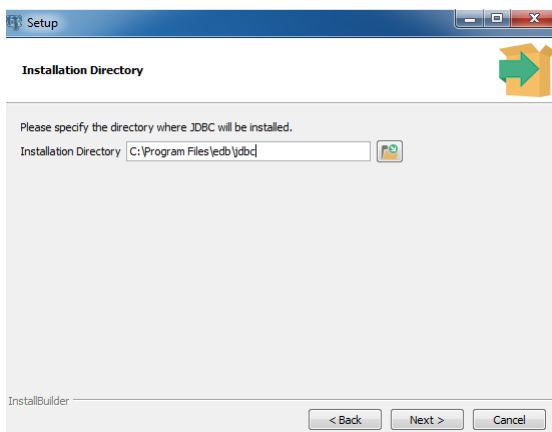 Setup
Installation Directory
Please specify the directory where JDBC will be installed.
Installation Directory C:\Program Files\edb\jdbc
InstallBuilder
< Back Next > Cancel